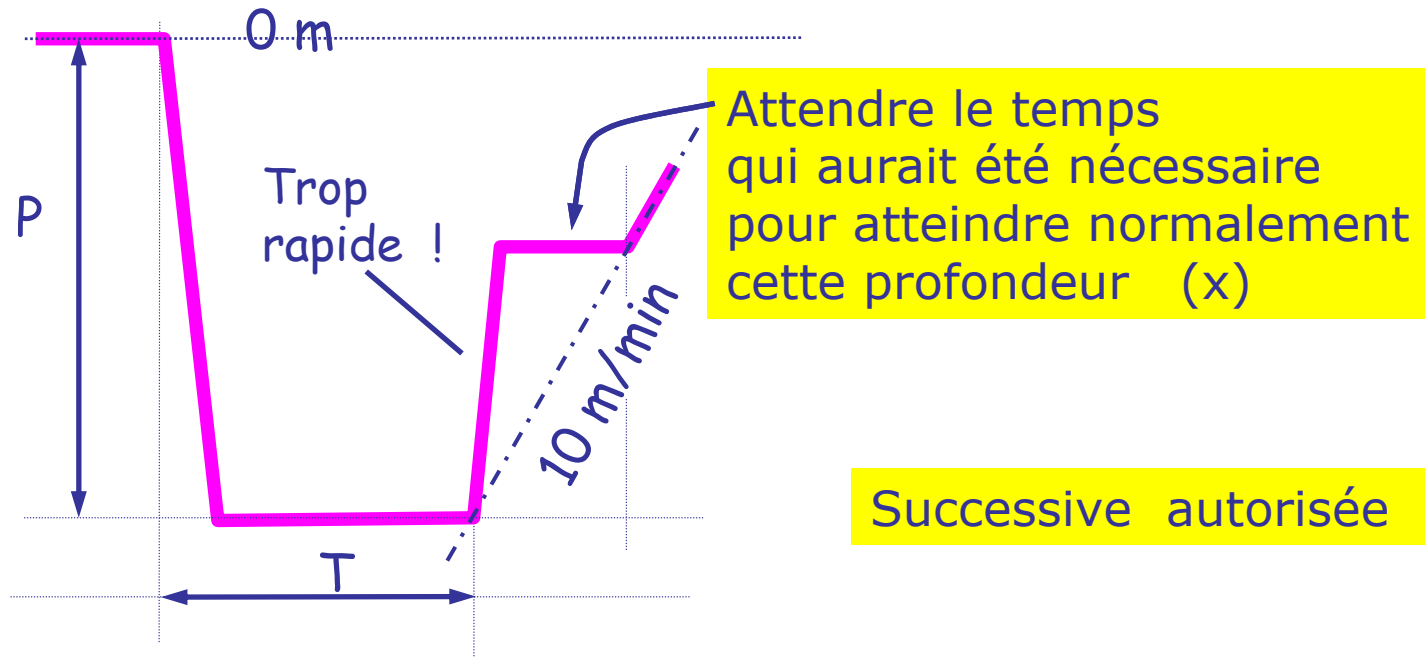 0 m
Attendre le temps
qui aurait été nécessaire
pour atteindre normalement
cette profondeur (x)
Trop
rapide !
P
10 m/min
Successive autorisée
T